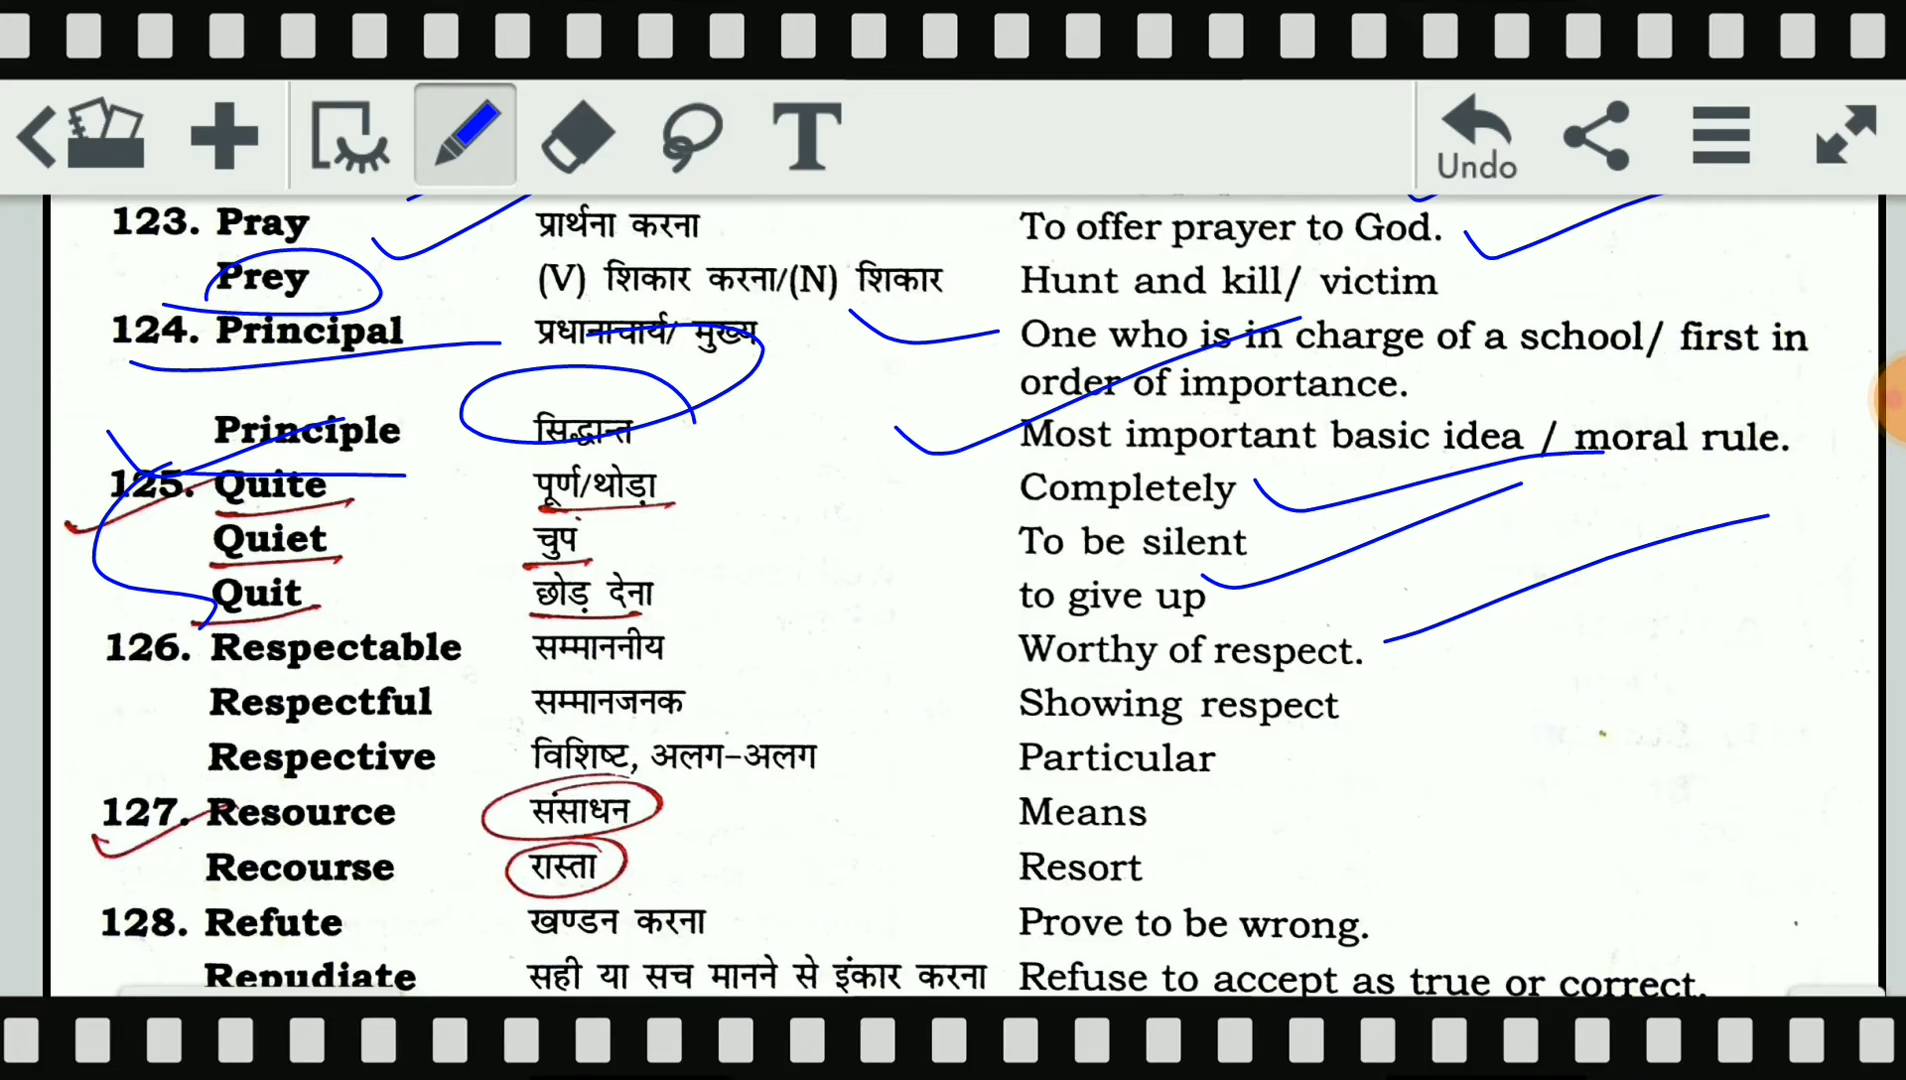 Undo
123. Pray प्रार्थना करना To offer prayer to God.
Prey (V) शिकार करना/(N) शिकार Hunt and kill/ victim
124. Principal प्रधानाचार्य/ मुख्य One who is in charge of a school/ first in
order of importance.
Principle सिद्धान्त Most important basic idea / moral rule.
125. Quite पूर्ण/थोड़ा Completely
Quiet चुप To be silent
Quit छोड़ देना to give up
126. Respectable सम्माननीय Worthy of respect.
Respectful सम्मानजनक Showing respect
Respective विशिष्ट, अलग-अलग Particular
127. Resource संसाधन Means
Recourse रास्ता Resort
128. Refute खण्डन करना Prove to be wrong.
Repudiate सही या सच मानने से इंकार करना Refuse to accept as true or correct.